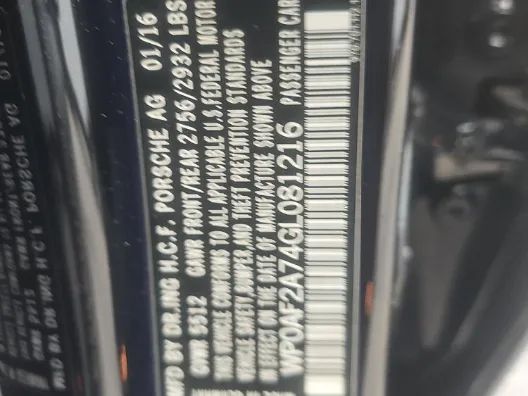 MFD BY DR.ING H.C.F. PORSCHE AG 01/16
GVWR 5512 GAWR FRONT/REAR 2756/2932 LBS
THIS VEHICLE CONFORMS TO ALL APPLICABLE U.S.FEDERAL MOTOR
VEHICLE SAFETY,BUMPER,AND THEFT PREVENTION STANDARDS
IN EFFECT ON THE DATE OF MANUFACTURE SHOWN ABOVE
WP0AF2A74GL081216 PASSENGER CAR